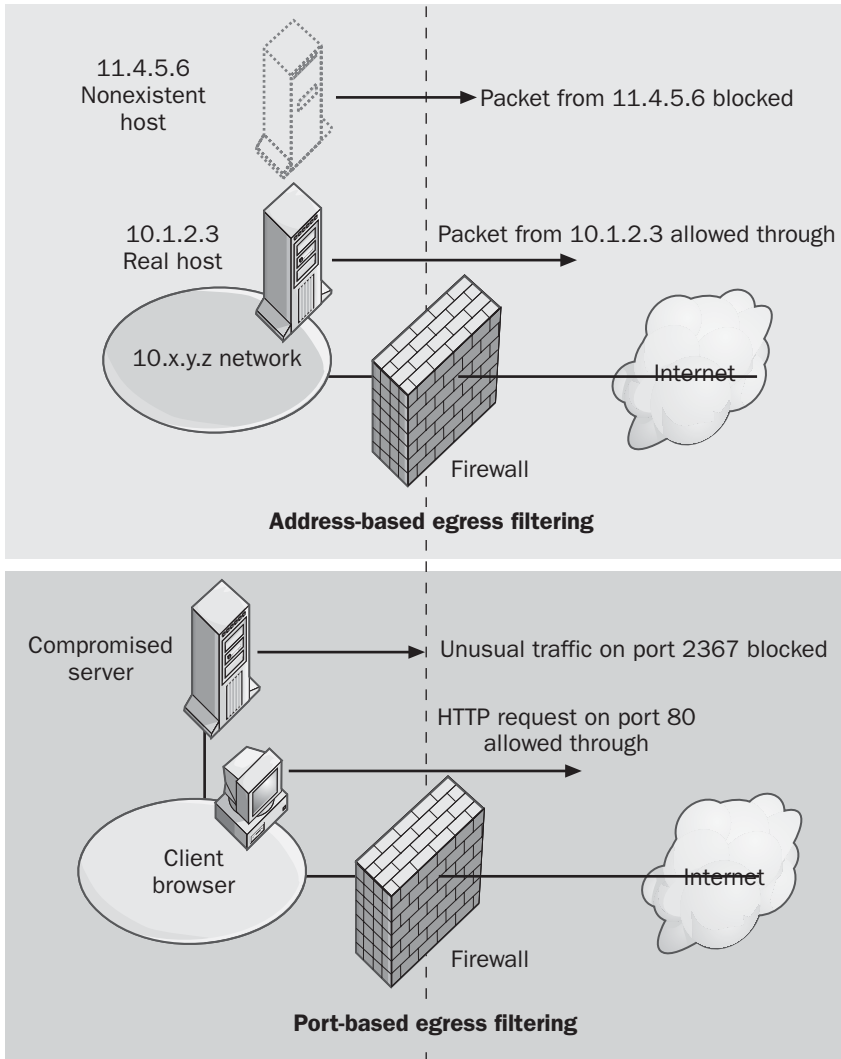 11.4.5.6
Nonexistent
host
Packet from 11.4.5.6 blocked
10.1.2.3
Real host
Packet from 10.1.2.3 allowed through
10.x.y.z network
Internet
Firewall
Address-based egress filtering
Compromised
server
Unusual traffic on port 2367 blocked
HTTP request on port 80
allowed through
Client
browser
Internet
Firewall
Port-based egress filtering